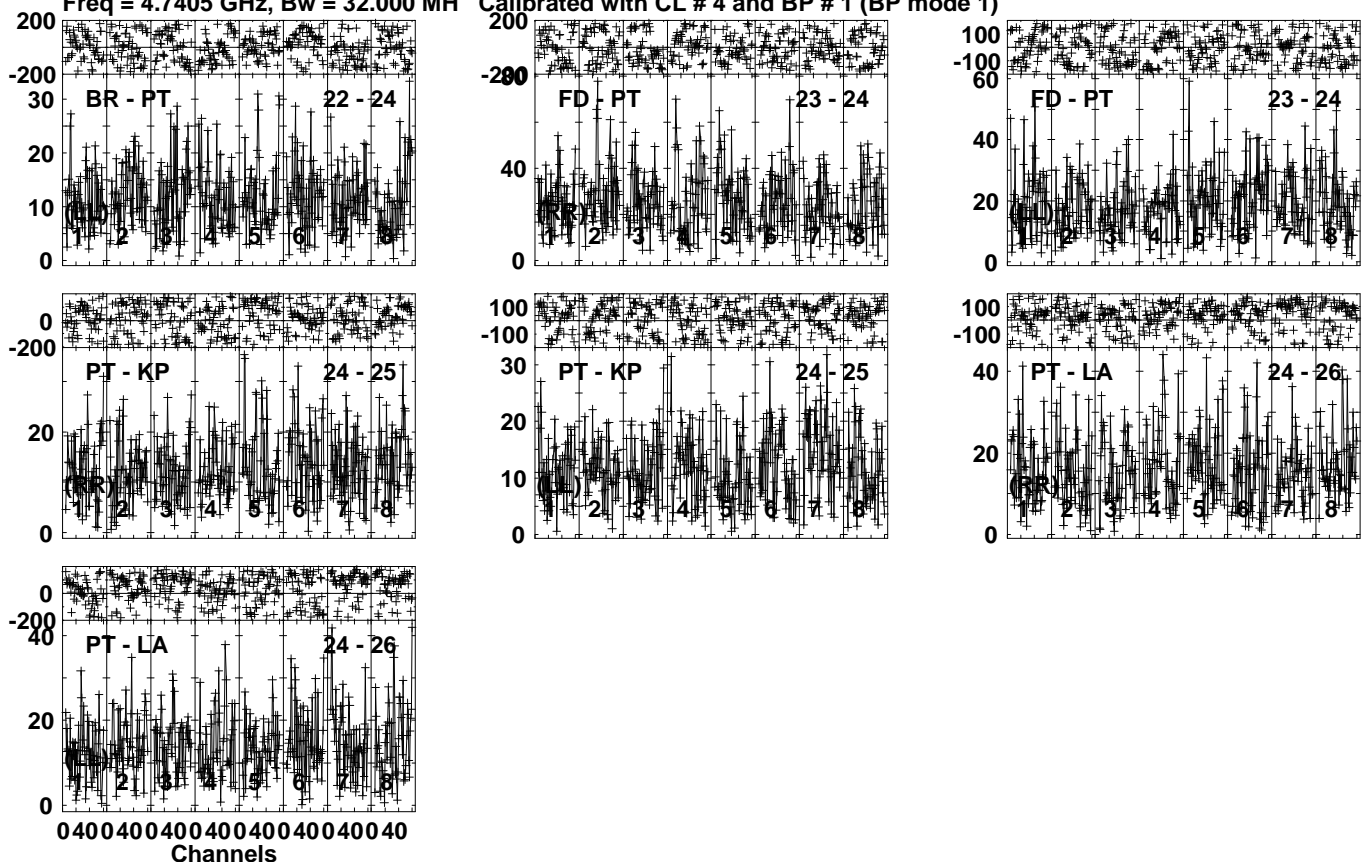 Freq = 4.7405 GHz, Bw = 32.000 MH Calibrated with CL # 4 and BP # 1 (BP mode 1)
200 200 100
-200 -200 -100
80 60
30 BR - PT 22 - 24 FD - PT 23 - 24 FD - PT 23 - 24
20 40 40
10 (LL) (RR) 20 (LL)
1 2 3 4 5 6 7 8 1 2 3 4 5 6 7 8 1 2 3 4 5 6 7 8
0 0 0
0 100 100
-200 -100 -100
PT - KP 24 - 25 30 PT - KP 24 - 25 40 PT - LA 24 - 26
20 20 20
(RR) 10 (LL) (RR)
1 2 3 4 5 6 7 8 1 2 3 4 5 6 7 8 1 2 3 4 5 6 7 8
0 0 0
0
-200
40 PT - LA 24 - 26
20
(LL)
1 2 3 4 5 6 7 8
0
0 40 0 40 0 40 0 40 0 40 0 40 0 40 0 40
Channels